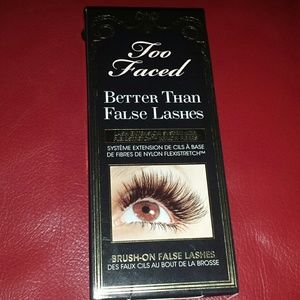 Too
Faced
Better Than
False Lashes
SYSTÈME EXTENSION DE CILS À BASE
DE FIBRES DE NYLON FLEXISTRETCH™
BRUSH-ON FALSE LASHES
DES FAUX CILS AU BOUT DE LA BROSSE